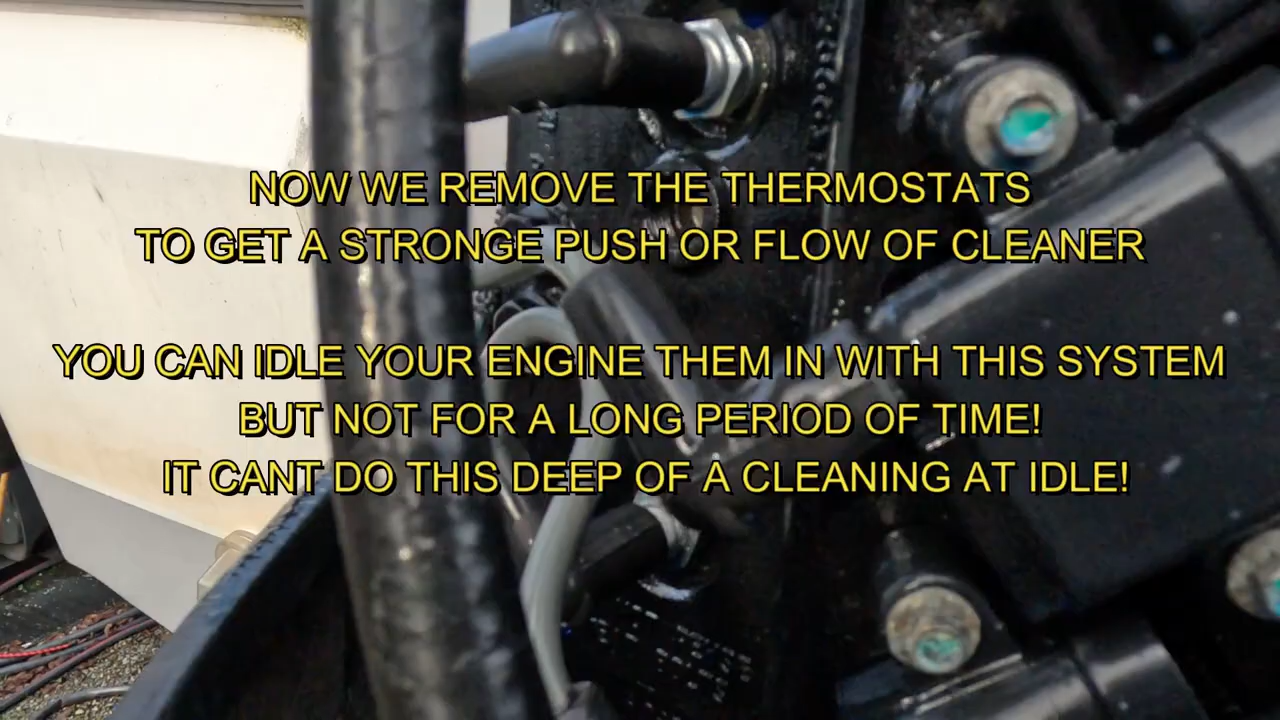 NOW WE REMOVE THE THERMOSTATS
TO GET A STRONGE PUSH OR FLOW OF CLEANER
YOU CAN IDLE YOUR ENGINE THEM IN WITH THIS SYSTEM
BUT NOT FOR A LONG PERIOD OF TIME!
IT CANT DO THIS DEEP OF A CLEANING AT IDLE!